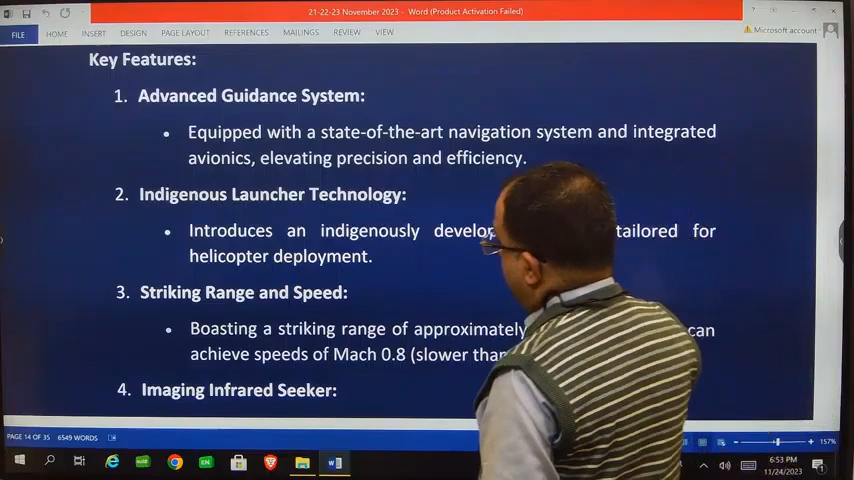 21-22-23 November 2023 - Word (Product Activation Failed)
FILE HOME INSERT DESIGN PAGE LAYOUT REFERENCES MAILINGS REVIEW VIEW Microsoft account
Key Features:
1. Advanced Guidance System:
• Equipped with a state-of-the-art navigation system and integrated
avionics, elevating precision and efficiency.
2. Indigenous Launcher Technology:
• Introduces an indigenously tailored for
helicopter deployment.
3. Striking Range and Speed:
• Boasting a striking range of approximately can
achieve speeds of Mach 0.8 (slower
4. Imaging Infrared Seeker:
PAGE 14 OF 35 6549 WORDS 157%
6:53 PM
11/24/2023